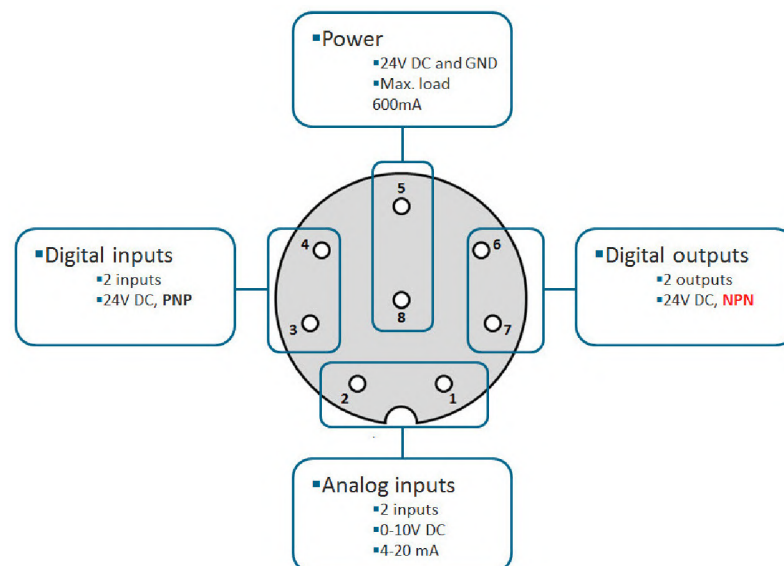 ▪Power
▪24V DC and GND
▪Max. load
600mA
5
▪Digital inputs
▪2 inputs
▪24V DC, PNP
4
3
8
6
7
▪Digital outputs
▪2 outputs
▪24V DC, NPN
2
1
▪Analog inputs
▪2 inputs
▪0-10V DC
▪4-20 mA